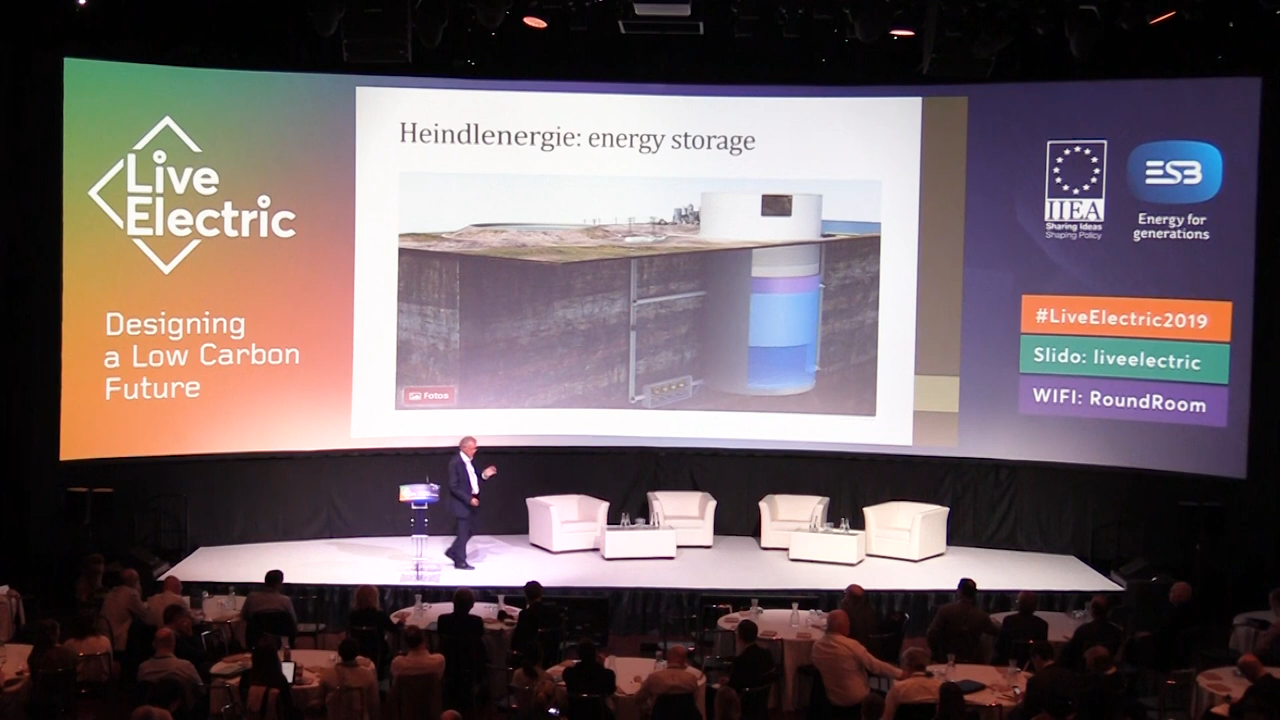 Live
Electric
Designing
a Low Carbon
Future
Heindlenergie: energy storage
Fotos
IIEA
Sharing Ideas
Shaping Policy
ESB
Energy for
generations
#LiveElectric2019
Slido: liveelectric
WIFI: RoundRoom